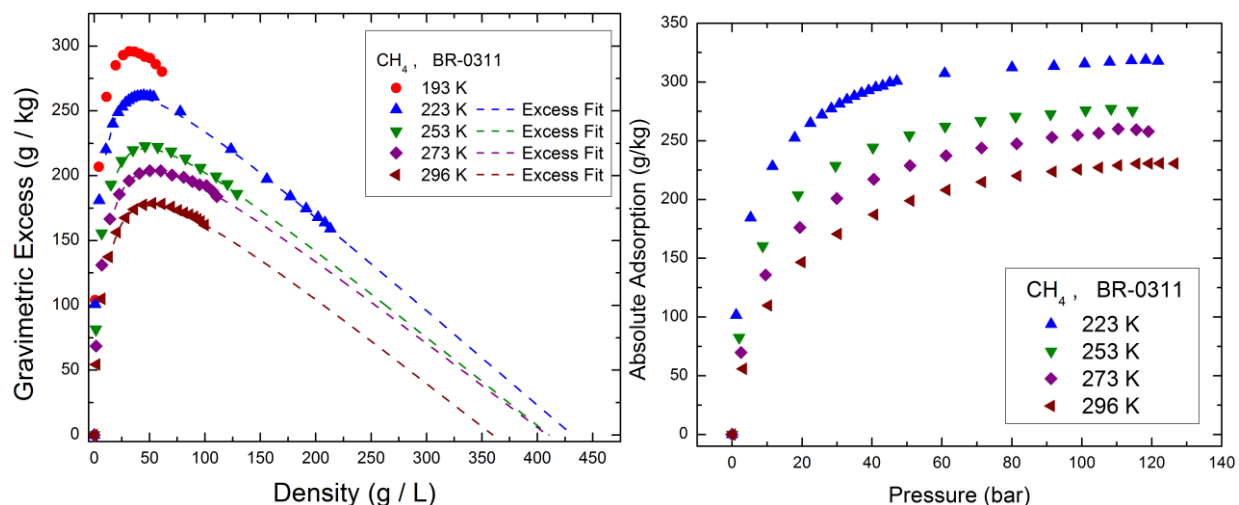 Gravimetric Excess (g / kg)
300
250
200
150
100
50
0
CH4 , BR-0311
193 K
223 K Excess Fit
253 K Excess Fit
273 K Excess Fit
296 K Excess Fit
0 50 100 150 200 250 300 350 400 450
Density (g / L)
Absolute Adsorption (g/kg)
350
300
250
200
150
100
50
0
CH4 , BR-0311
223 K
253 K
273 K
296 K
0 20 40 60 80 100 120 140
Pressure (bar)